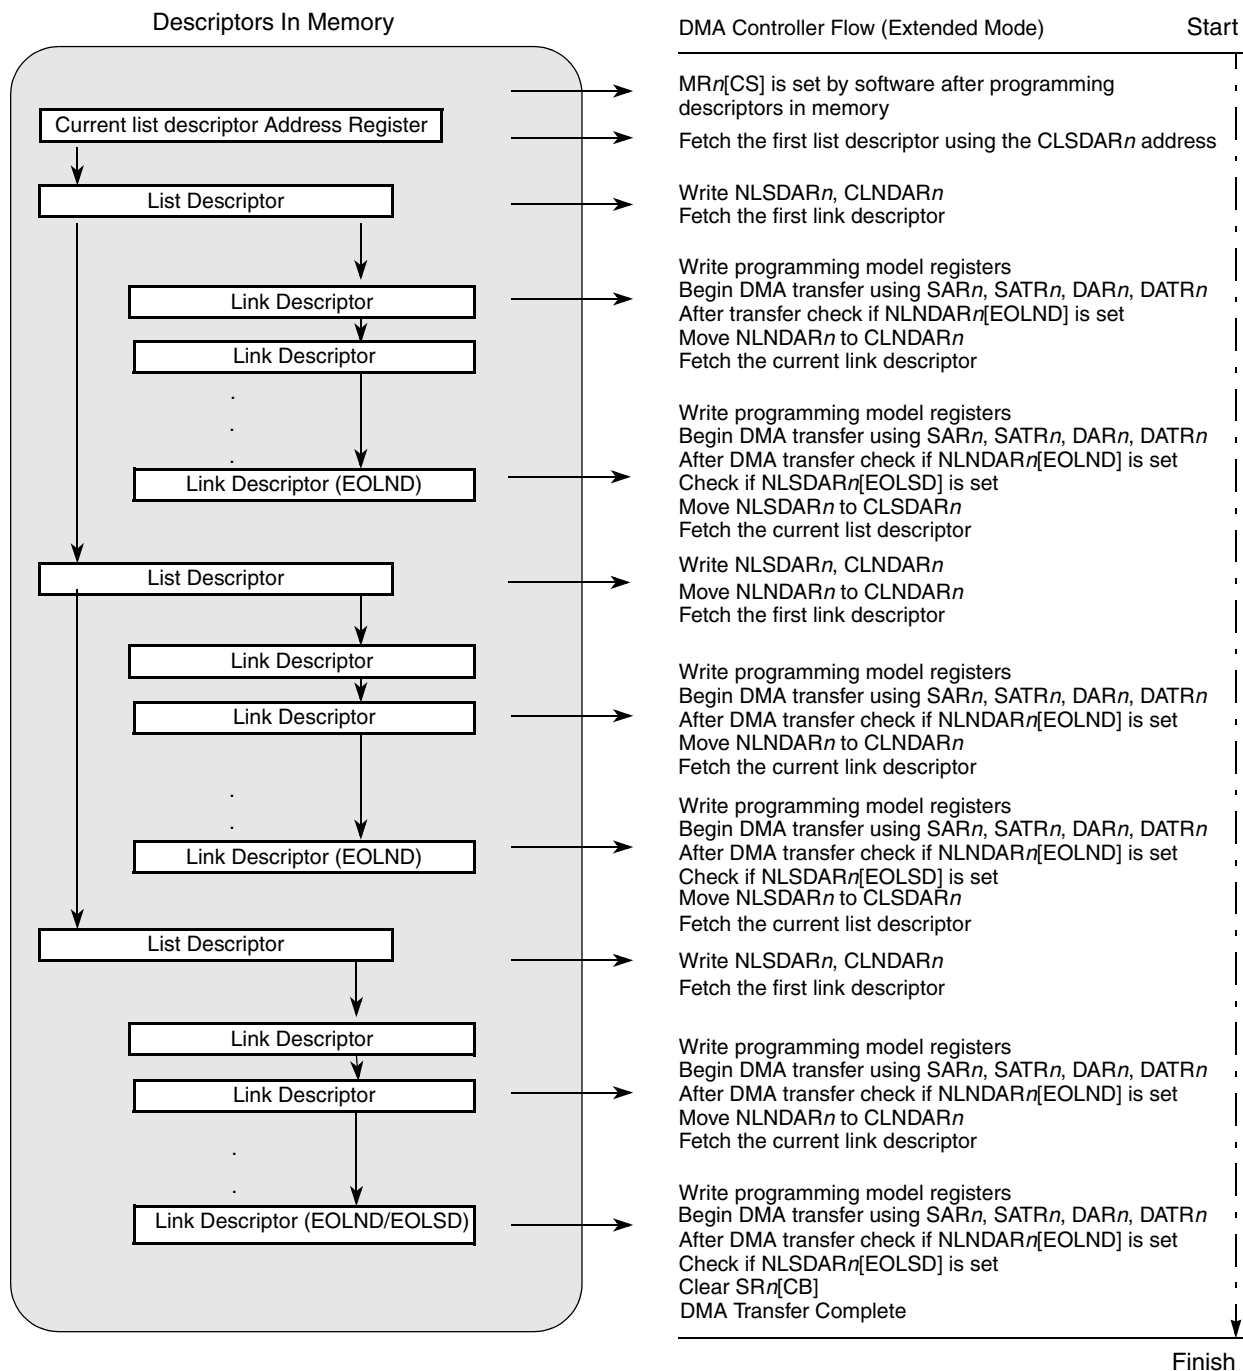 Descriptors In Memory
DMA Controller Flow (Extended Mode)
Start
MRn[CS] is set by software after programming
descriptors in memory
Current list descriptor Address Register
Fetch the first list descriptor using the CLSDARn address
List Descriptor
Write NLSDARn, CLNDARn
Fetch the first link descriptor
Link Descriptor
Write programming model registers
Begin DMA transfer using SARn, SATRn, DARn, DATRn
After transfer check if NLNDARn[EOLND] is set
Move NLNDARn to CLNDARn
Fetch the current link descriptor
Link Descriptor
.
.
.
Link Descriptor (EOLND)
Write programming model registers
Begin DMA transfer using SARn, SATRn, DARn, DATRn
After DMA transfer check if NLNDARn[EOLND] is set
Check if NLSDARn[EOLSD] is set
Move NLSDARn to CLSDARn
Fetch the current list descriptor
List Descriptor
Write NLSDARn, CLNDARn
Move NLNDARn to CLNDARn
Fetch the first link descriptor
Link Descriptor
Link Descriptor
Write programming model registers
Begin DMA transfer using SARn, SATRn, DARn, DATRn
After DMA transfer check if NLNDARn[EOLND] is set
Move NLNDARn to CLNDARn
Fetch the current link descriptor
.
.
Link Descriptor (EOLND)
Write programming model registers
Begin DMA transfer using SARn, SATRn, DARn, DATRn
After DMA transfer check if NLNDARn[EOLND] is set
Check if NLSDARn[EOLSD] is set
Move NLSDARn to CLSDARn
Fetch the current list descriptor
List Descriptor
Write NLSDARn, CLNDARn
Fetch the first link descriptor
Link Descriptor
Link Descriptor
Write programming model registers
Begin DMA transfer using SARn, SATRn, DARn, DATRn
After DMA transfer check if NLNDARn[EOLND] is set
Move NLNDARn to CLNDARn
Fetch the current link descriptor
.
.
Link Descriptor (EOLND/EOLSD)
Write programming model registers
Begin DMA transfer using SARn, SATRn, DARn, DATRn
After DMA transfer check if NLNDARn[EOLND] is set
Check if NLSDARn[EOLSD] is set
Clear SRn[CB]
DMA Transfer Complete
Finish